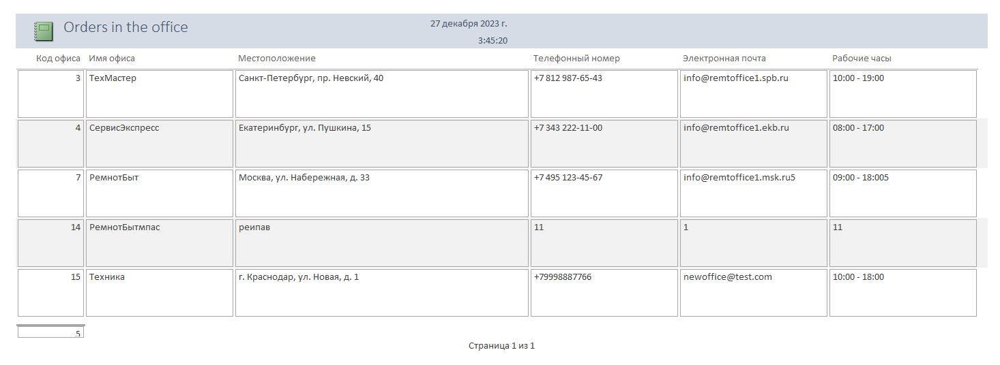 Orders in the office
27 декабря 2023 г.
3:45:20
Код офиса Имя офиса Местоположение Телефонный номер Электронная почта Рабочие часы
3 ТехМастер Санкт-Петербург, пр. Невский, 40 +7 812 987-65-43 info@remtoffice1.spb.ru 10:00 - 19:00
4 СервисЭкспресс Екатеринбург, ул. Пушкина, 15 +7 343 222-11-00 info@remtoffice1.ekb.ru 08:00 - 17:00
7 РемнотБыт Москва, ул. Набережная, д. 33 +7 495 123-45-67 info@remtoffice1.msk.ru5 09:00 - 18:005
14 РемнотБытмпас реипав 11 1 11
15 Техника г. Краснодар, ул. Новая, д. 1 +79998887766 newoffice@test.com 10:00 - 18:00
5
Страница 1 из 1